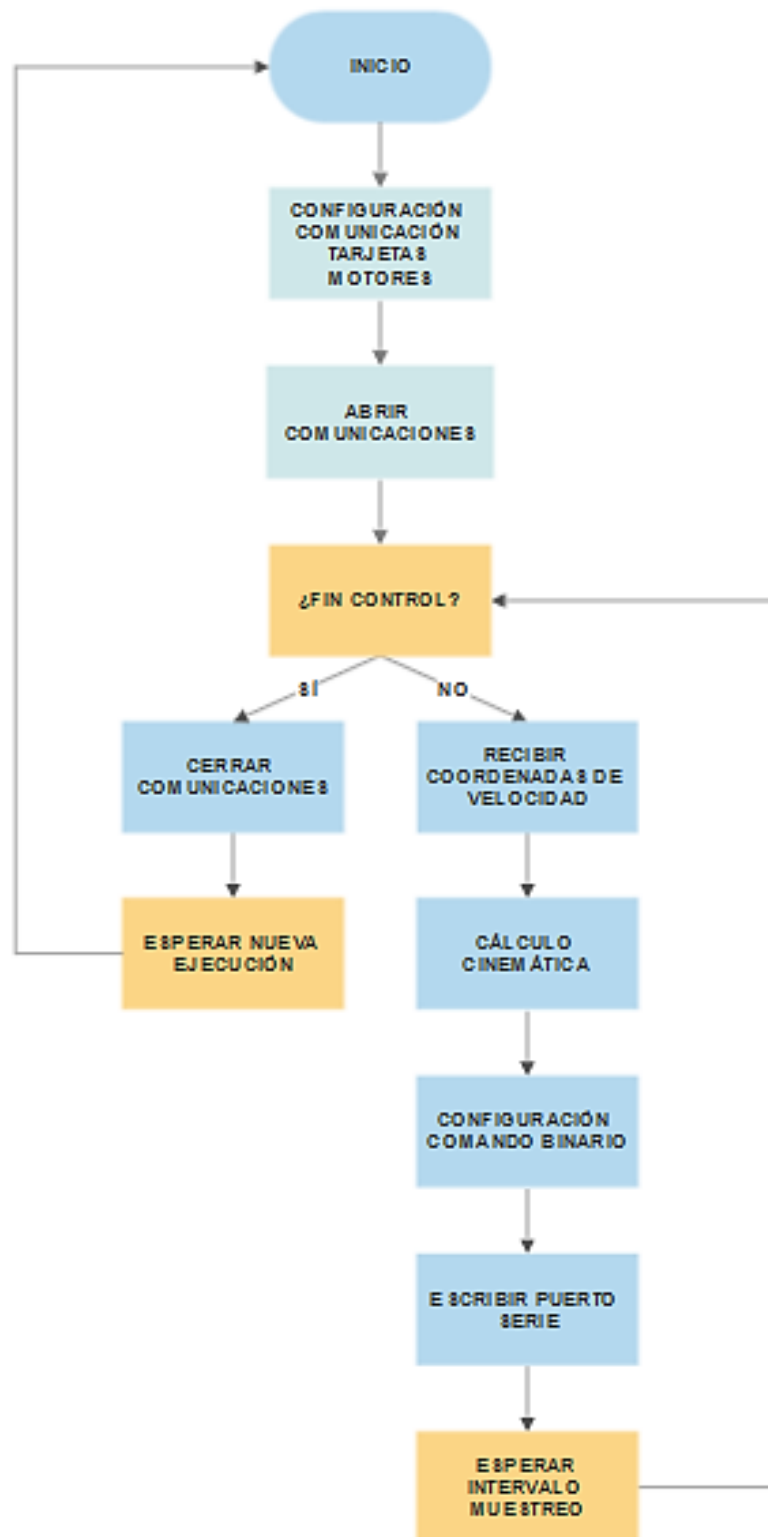 INICIO
CONFIGURACIÓN
COMUNICACIÓN
TARJETAS
MOTORES
ABRIR
COMUNICACIONES
¿FIN CONTROL?
SÍ
NO
CERRAR
COMUNICACIONES
RECIBIR
COORDENADAS DE
VELOCIDAD
ESPERAR NUEVA
EJECUCIÓN
CÁLCULO
CINEMÁTICA
CONFIGURACIÓN
COMANDO BINARIO
ESCRIBIR PUERTO
SERIE
ESPERAR
INTERVALO
MUESTREO